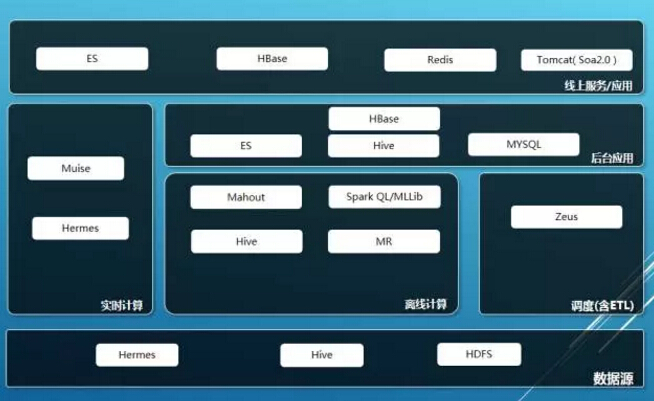 ES
HBase
Redis
Tomcat( Soa2.0 )
线上服务/应用
Muise
Hermes
实时计算
HBase
ES
Hive
MYSQL
后台应用
Mahout
Spark QL/MLLib
Hive
MR
离线计算
Zeus
调度(含ETL)
Hermes
Hive
HDFS
数据源